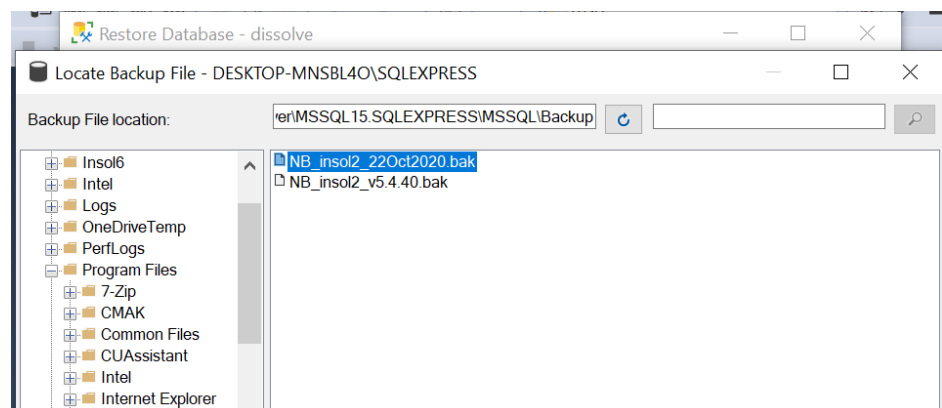 Restore Database - dissolve
Locate Backup File - DESKTOP-MNSBL4O\SQLEXPRESS
Backup File location:
er\MSSQL15.SQLEXPRESS\MSSQL\Backup
Insol6
NB_insol2_22Oct2020.bak
Intel
NB_insol2_v5.4.40.bak
Logs
OneDriveTemp
PerfLogs
Program Files
7-Zip
CMAK
Common Files
CUAssistant
Intel
Internet Explorer